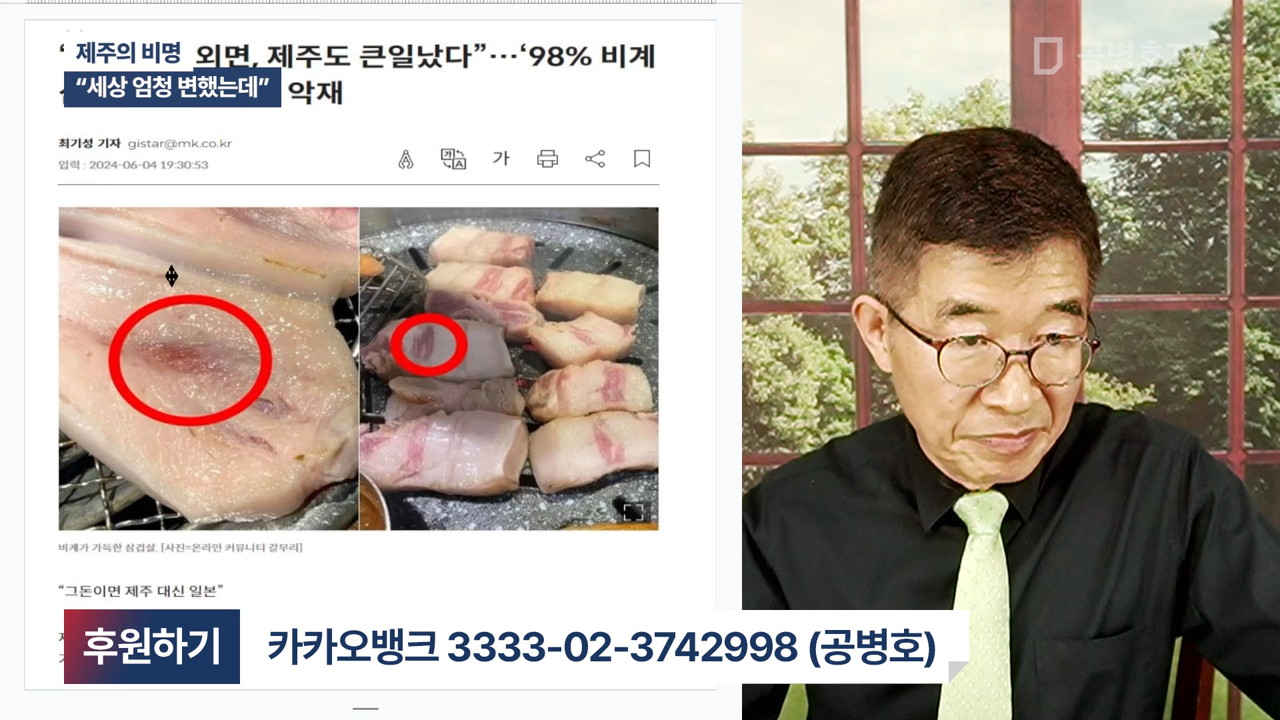 제주의 비명
외면, 제주도 큰일났다”…‘98% 비계
“세상 엄청 변했는데”
악재
최기성 기자 gistar@mk.co.kr
입력 : 2024-06-04 19:30:53
가
비계가 가득한 삼겹살. [사진=온라인 커뮤니티 갈무리]
“그돈이면 제주 대신 일본”
후원하기
카카오뱅크 3333-02-3742998 (공병호)
공병호